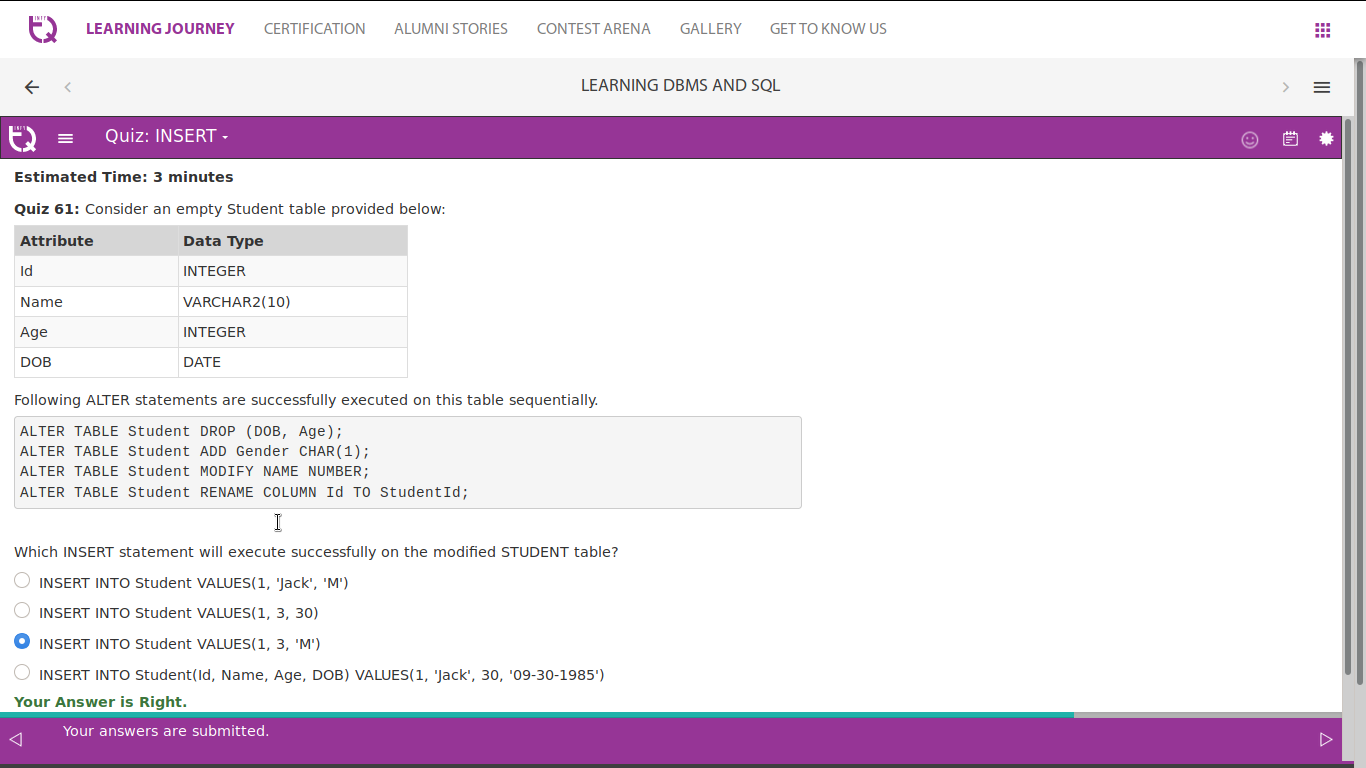 LEARNING JOURNEY CERTIFICATION ALUMNI STORIES CONTEST ARENA GALLERY GET TO KNOW US
LEARNING DBMS AND SQL
Quiz: INSERT
Estimated Time: 3 minutes
Quiz 61: Consider an empty Student table provided below:
Attribute Data Type
Id INTEGER
Name VARCHAR2(10)
Age INTEGER
DOB DATE
Following ALTER statements are successfully executed on this table sequentially.
ALTER TABLE Student DROP (DOB, Age);
ALTER TABLE Student ADD Gender CHAR(1);
ALTER TABLE Student MODIFY NAME NUMBER;
ALTER TABLE Student RENAME COLUMN Id TO StudentId;
Which INSERT statement will execute successfully on the modified STUDENT table?
INSERT INTO Student VALUES(1, 'Jack', 'M')
INSERT INTO Student VALUES(1, 3, 30)
INSERT INTO Student VALUES(1, 3, 'M')
INSERT INTO Student(Id, Name, Age, DOB) VALUES(1, 'Jack', 30, '09-30-1985')
Your Answer is Right.
Your answers are submitted.